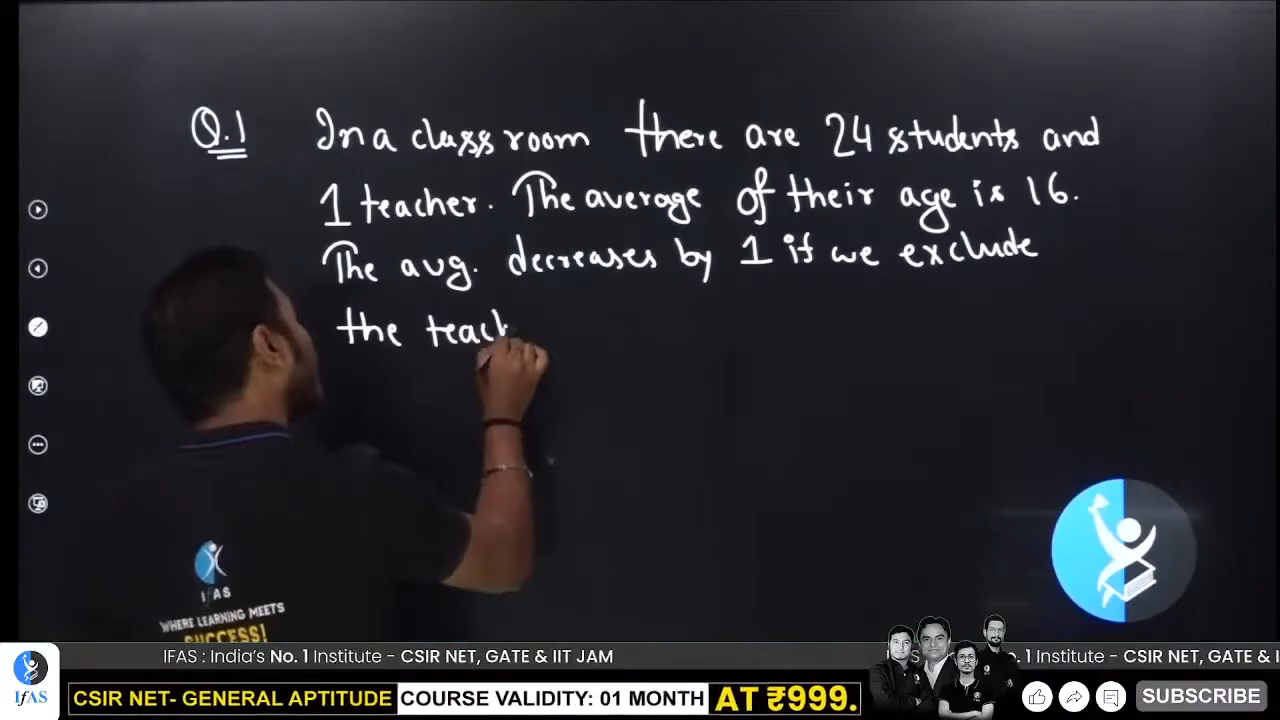 Q.1 In a class room there are 24 students and
1 teacher. The average of their age is 16.
The avg. decreases by 1 if we exclude
the teach
IFAS
WHERE LEARNING MEETS
SUCCESS!
IFAS : India's No. 1 Institute - CSIR NET, GATE & IIT JAM
No. 1 Institute - CSIR NET, GATE & I
IFAS
CSIR NET- GENERAL APTITUDE COURSE VALIDITY: 01 MONTH AT ₹999.
SUBSCRIBE